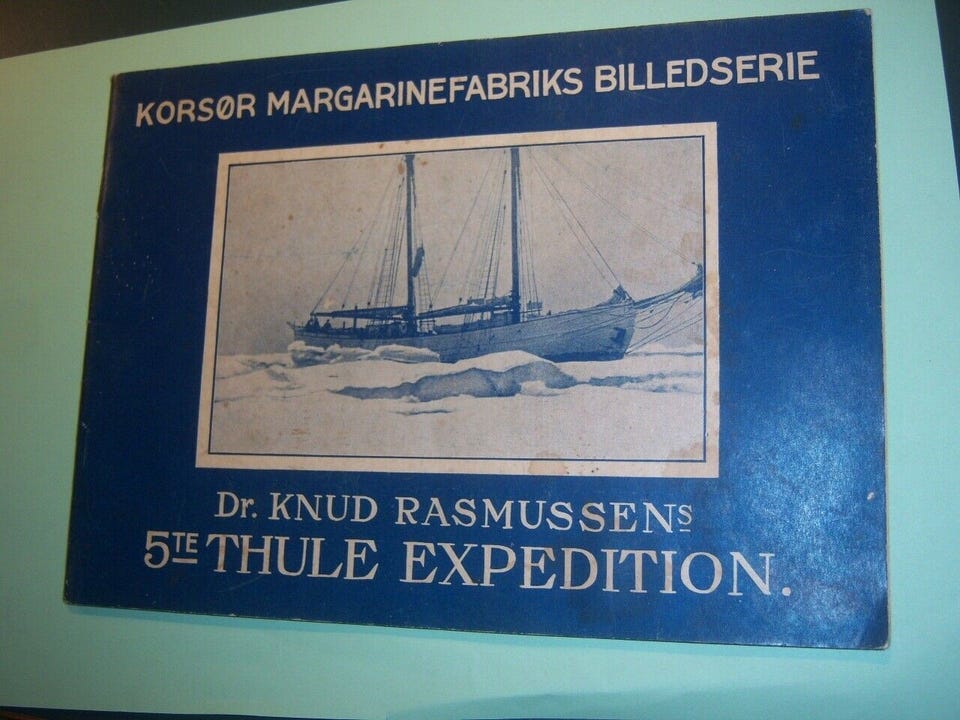 KORSØR MARGARINEFABRIKS BILLEDSERIE
Dr. KNUD RASMUSSENS
5TE THULE EXPEDITION.